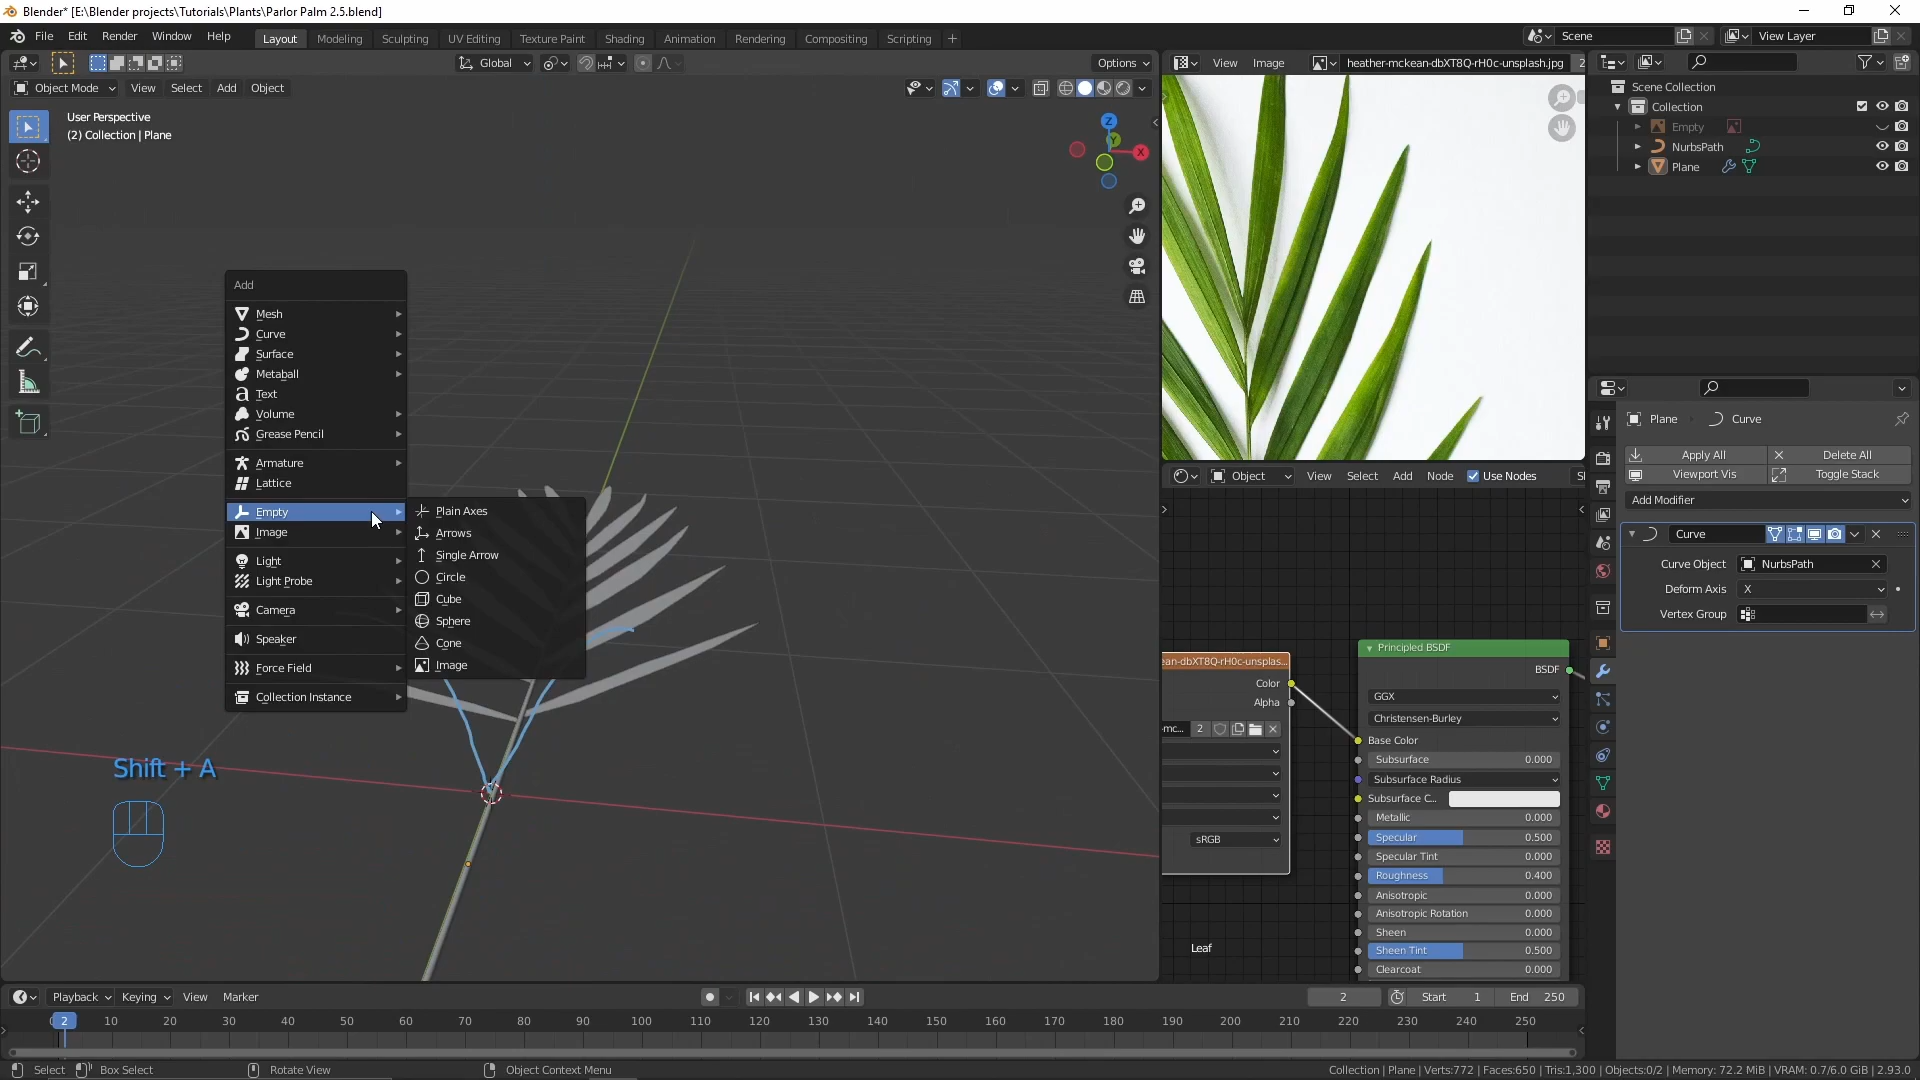 Blender* [E:\Blender projects\Tutorials\Plants\Parlor Palm 2.5.blend]
File Edit Render Window Help
Layout Modeling Sculpting UV Editing Texture Paint Shading Animation Rendering Compositing Scripting +
Scene
View Layer
Global
Options
Object Mode View Select Add Object
View Image
heather-mckean-dbXT8Q-rH0c-unsplash.jpg 2
Scene Collection
Collection
Empty
NurbsPath
Plane
User Perspective
(2) Collection | Plane
Z
Y
X
Add
Mesh
Curve
Surface
Metaball
Text
Volume
Grease Pencil
Armature
Lattice
Empty
Image
Light
Light Probe
Camera
Speaker
Force Field
Collection Instance
Plain Axes
Arrows
Single Arrow
Circle
Cube
Sphere
Cone
Image
Shift + A
Object View Select Add Node Use Nodes
ean-dbXT8Q-rH0c-unsplas...
Color
Alpha
-mc... 2
sRGB
Leaf
Principled BSDF
BSDF
GGX
Christensen-Burley
Base Color
Subsurface 0.000
Subsurface Radius
Subsurface C...
Metallic 0.000
Specular 0.500
Specular Tint 0.000
Roughness 0.400
Anisotropic 0.000
Anisotropic Rotation 0.000
Sheen 0.000
Sheen Tint 0.500
Clearcoat 0.000
Plane Curve
Apply All Delete All
Viewport Vis Toggle Stack
Add Modifier
Curve
Curve Object NurbsPath
Deform Axis X
Vertex Group
Playback Keying View Marker
2 Start 1 End 250
2 10 20 30 40 50 60 70 80 90 100 110 120 130 140 150 160 170 180 190 200 210 220 230 240 250
Select Box Select Rotate View Object Context Menu
Collection | Plane | Verts:772 | Faces:650 | Tris:1,300 | Objects:0/2 | Memory: 72.2 MiB | VRAM: 0.7/6.0 GiB | 2.93.0